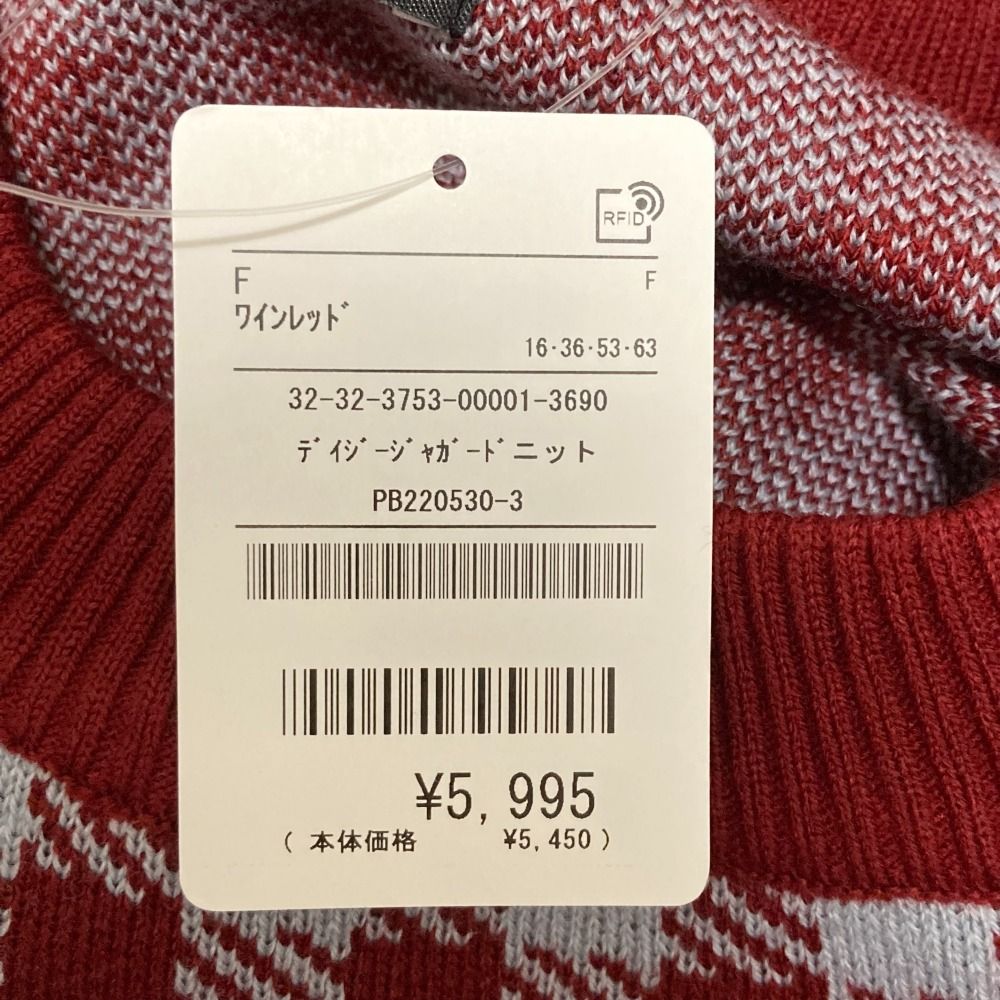 RFID
F F
ﾜｲﾝﾚｯﾄﾞ
16･36･53･63
32-32-3753-00001-3690
ﾃﾞｲｼﾞｰｼﾞｬｶﾞｰﾄﾞニット
PB220530-3
¥5,995
( 本体価格 ¥5,450 )